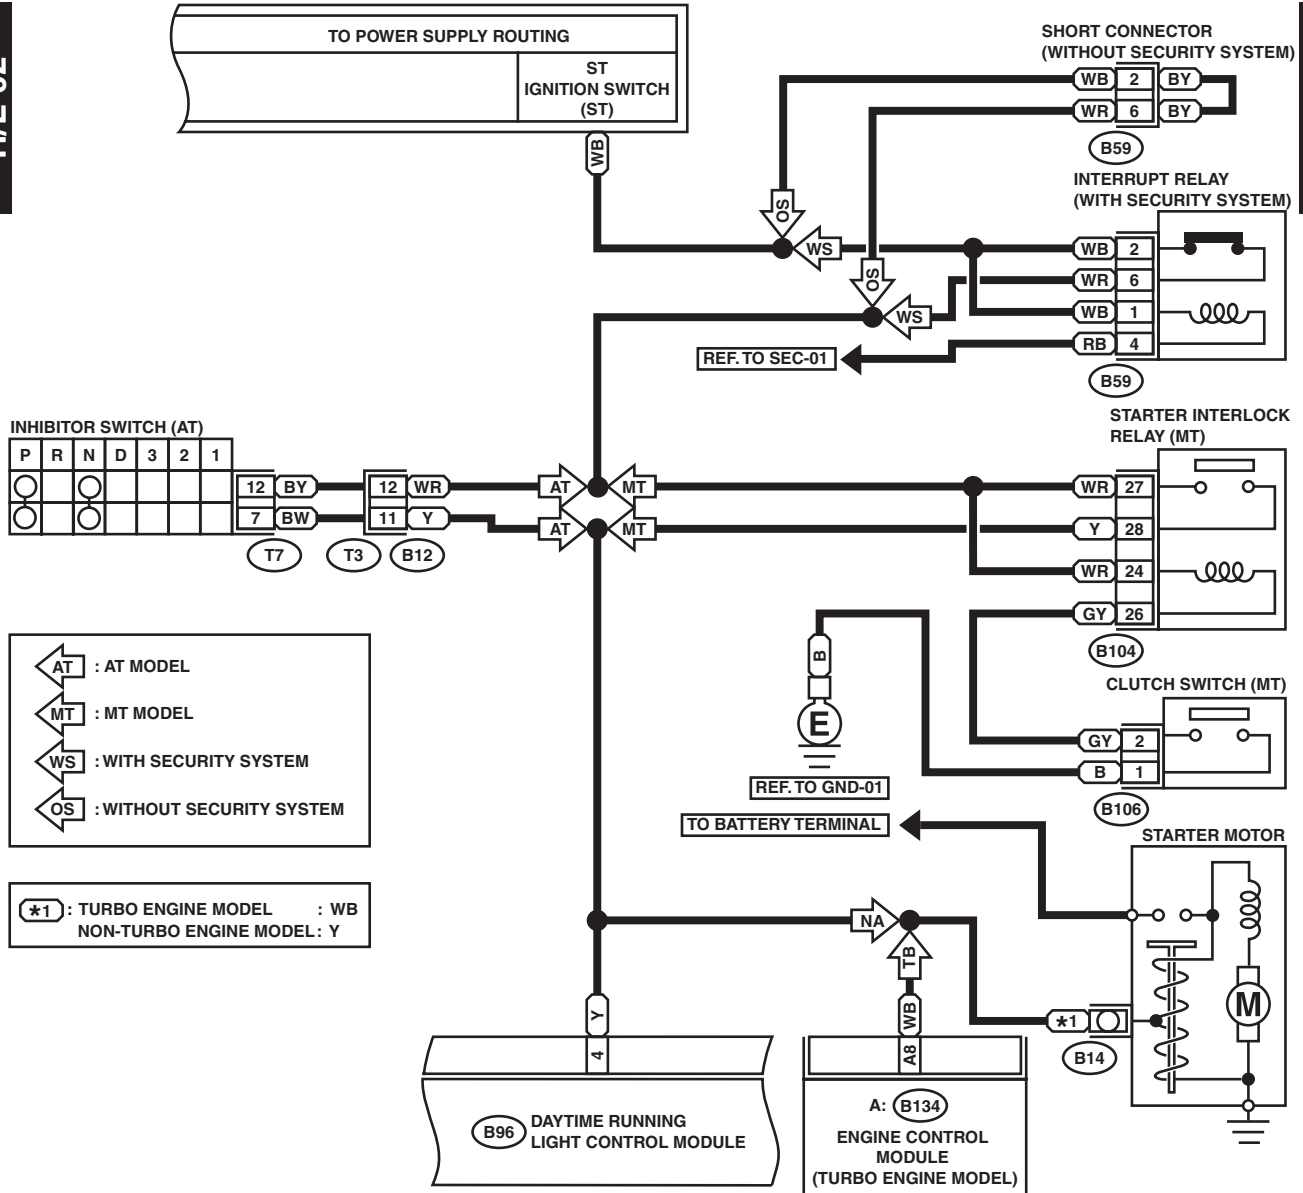 TO POWER SUPPLY ROUTING
ST
IGNITION SWITCH
(ST)
WB
SHORT CONNECTOR
(WITHOUT SECURITY SYSTEM)
WB 2 BY
WR 6 BY
B59
INTERRUPT RELAY
(WITH SECURITY SYSTEM)
OS
WS
WB 2
OS
WR 6
WS
WB 1
REF. TO SEC-01
RB 4
B59
INHIBITOR SWITCH (AT)
P R N D 3 2 1
12 BY 12 WR
7 BW 11 Y
T7 T3 B12
AT MT
AT MT
STARTER INTERLOCK
RELAY (MT)
WR 27
Y 28
WR 24
GY 26
B104
AT : AT MODEL
MT : MT MODEL
WS : WITH SECURITY SYSTEM
OS : WITHOUT SECURITY SYSTEM
B
E
REF. TO GND-01
CLUTCH SWITCH (MT)
GY 2
B 1
B106
TO BATTERY TERMINAL
STARTER MOTOR
*1 : TURBO ENGINE MODEL : WB
NON-TURBO ENGINE MODEL : Y
NA
TB
WB
A8
Y
4
*1
B14
M
B96 DAYTIME RUNNING
LIGHT CONTROL MODULE
A: B134
ENGINE CONTROL
MODULE
(TURBO ENGINE MODEL)